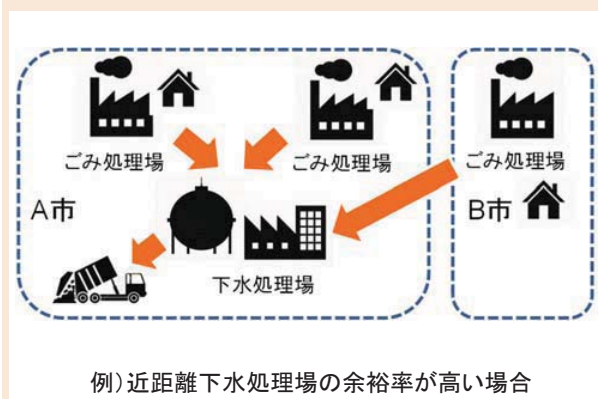 ごみ処理場
ごみ処理場
ごみ処理場
A市
B市
下水処理場
例)近距離下水処理場の余裕率が高い場合